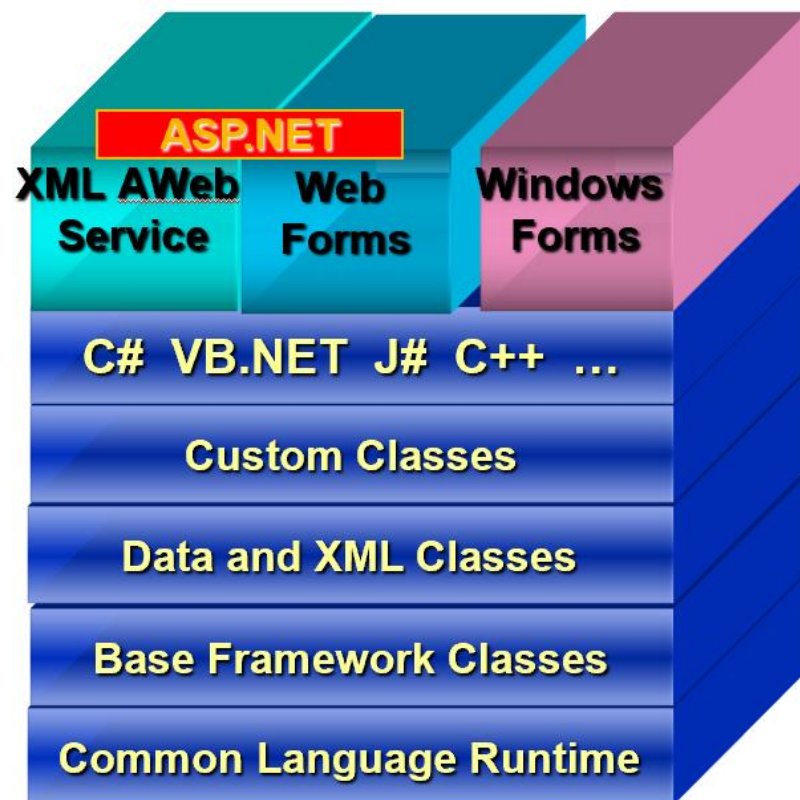 ASP.NET
XML AWeb
Service
Web
Forms
Windows
Forms
C# VB.NET J# C++ ...
Custom Classes
Data and XML Classes
Base Framework Classes
Common Language Runtime